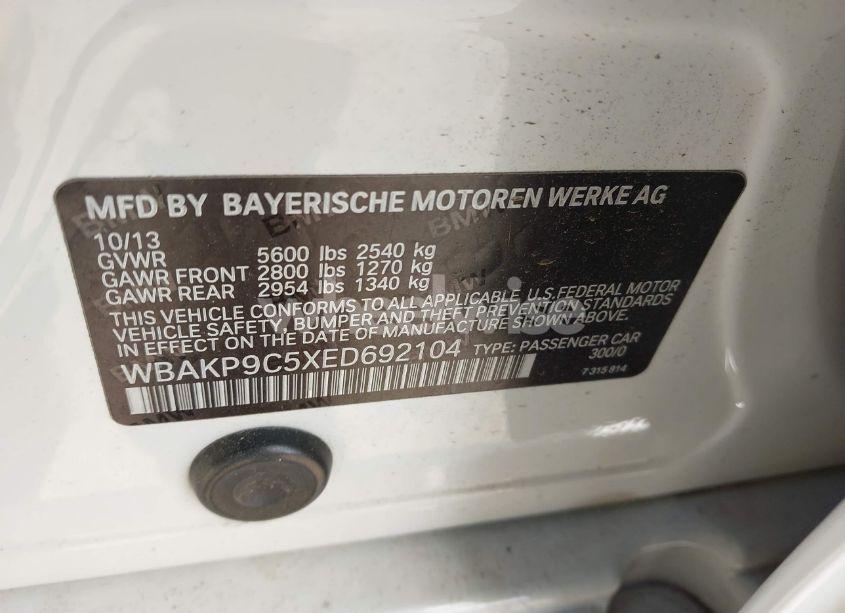 MFD BY BAYERISCHE MOTOREN WERKE AG
10/13
GVWR 5600 lbs 2540 kg
GAWR FRONT 2800 lbs 1270 kg
GAWR REAR 2954 lbs 1340 kg
THIS VEHICLE CONFORMS TO ALL APPLICABLE U.S.FEDERAL MOTOR
VEHICLE SAFETY, BUMPER AND THEFT PREVENTION STANDARDS
IN EFFECT ON THE DATE OF MANUFACTURE SHOWN ABOVE.
WBAKP9C5XED692104 TYPE: PASSENGER CAR
300/0
7 315 814